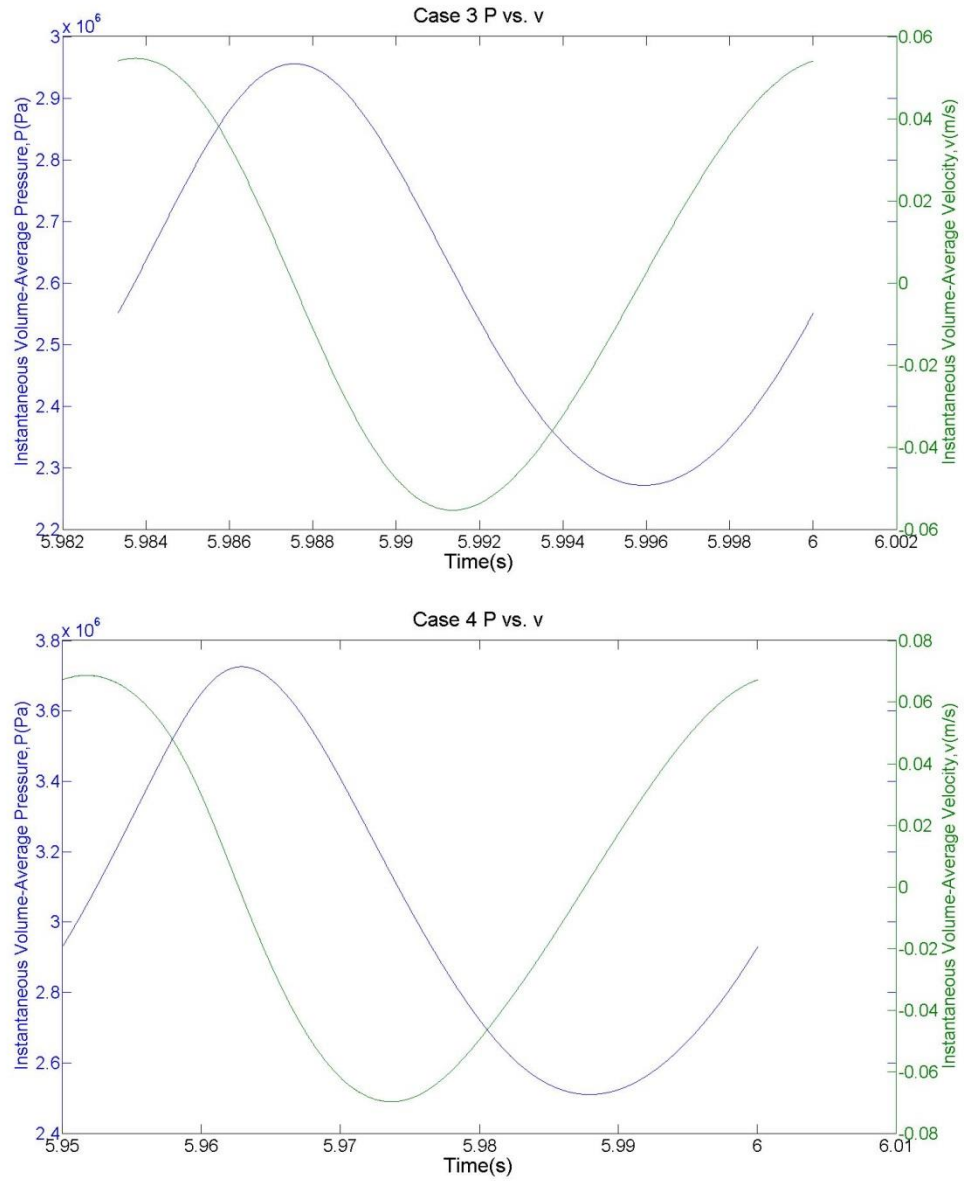 Case 3 P vs. v
x 10^6
3
2.9
2.8
2.7
2.6
2.5
2.4
2.3
2.2
Instantaneous Volume-Average Pressure,P(Pa)
0.06
0.04
0.02
0
-0.02
-0.04
-0.06
Instantaneous Volume-Average Velocity,v(m/s)
5.982 5.984 5.986 5.988 5.99 5.992 5.994 5.996 5.998 6 6.002
Time(s)
Case 4 P vs. v
x 10^6
3.8
3.6
3.4
3.2
3
2.8
2.6
2.4
Instantaneous Volume-Average Pressure,P(Pa)
0.08
0.06
0.04
0.02
0
-0.02
-0.04
-0.06
-0.08
Instantaneous Volume-Average Velocity,v(m/s)
5.95 5.96 5.97 5.98 5.99 6 6.01
Time(s)